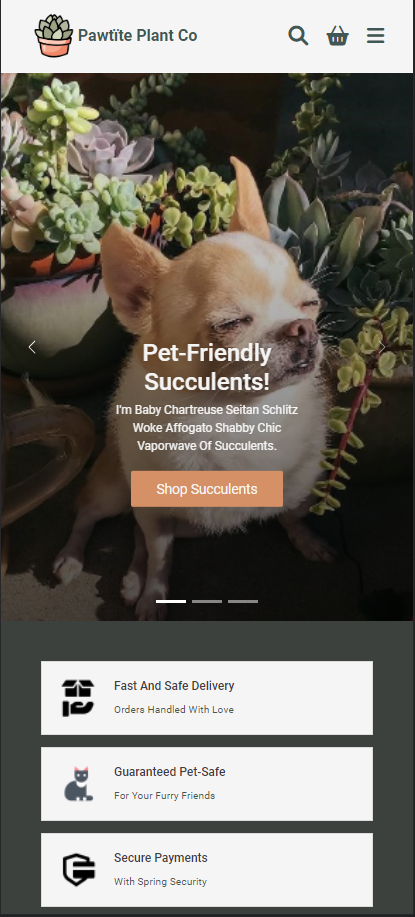 Pawtïte Plant Co
Pet-Friendly
Succulents!
I'm Baby Chartreuse Seitan Schlitz
Woke Affogato Shabby Chic
Vaporwave Of Succulents.
Shop Succulents
Fast And Safe Delivery
Orders Handled With Love
Guaranteed Pet-Safe
For Your Furry Friends
Secure Payments
With Spring Security